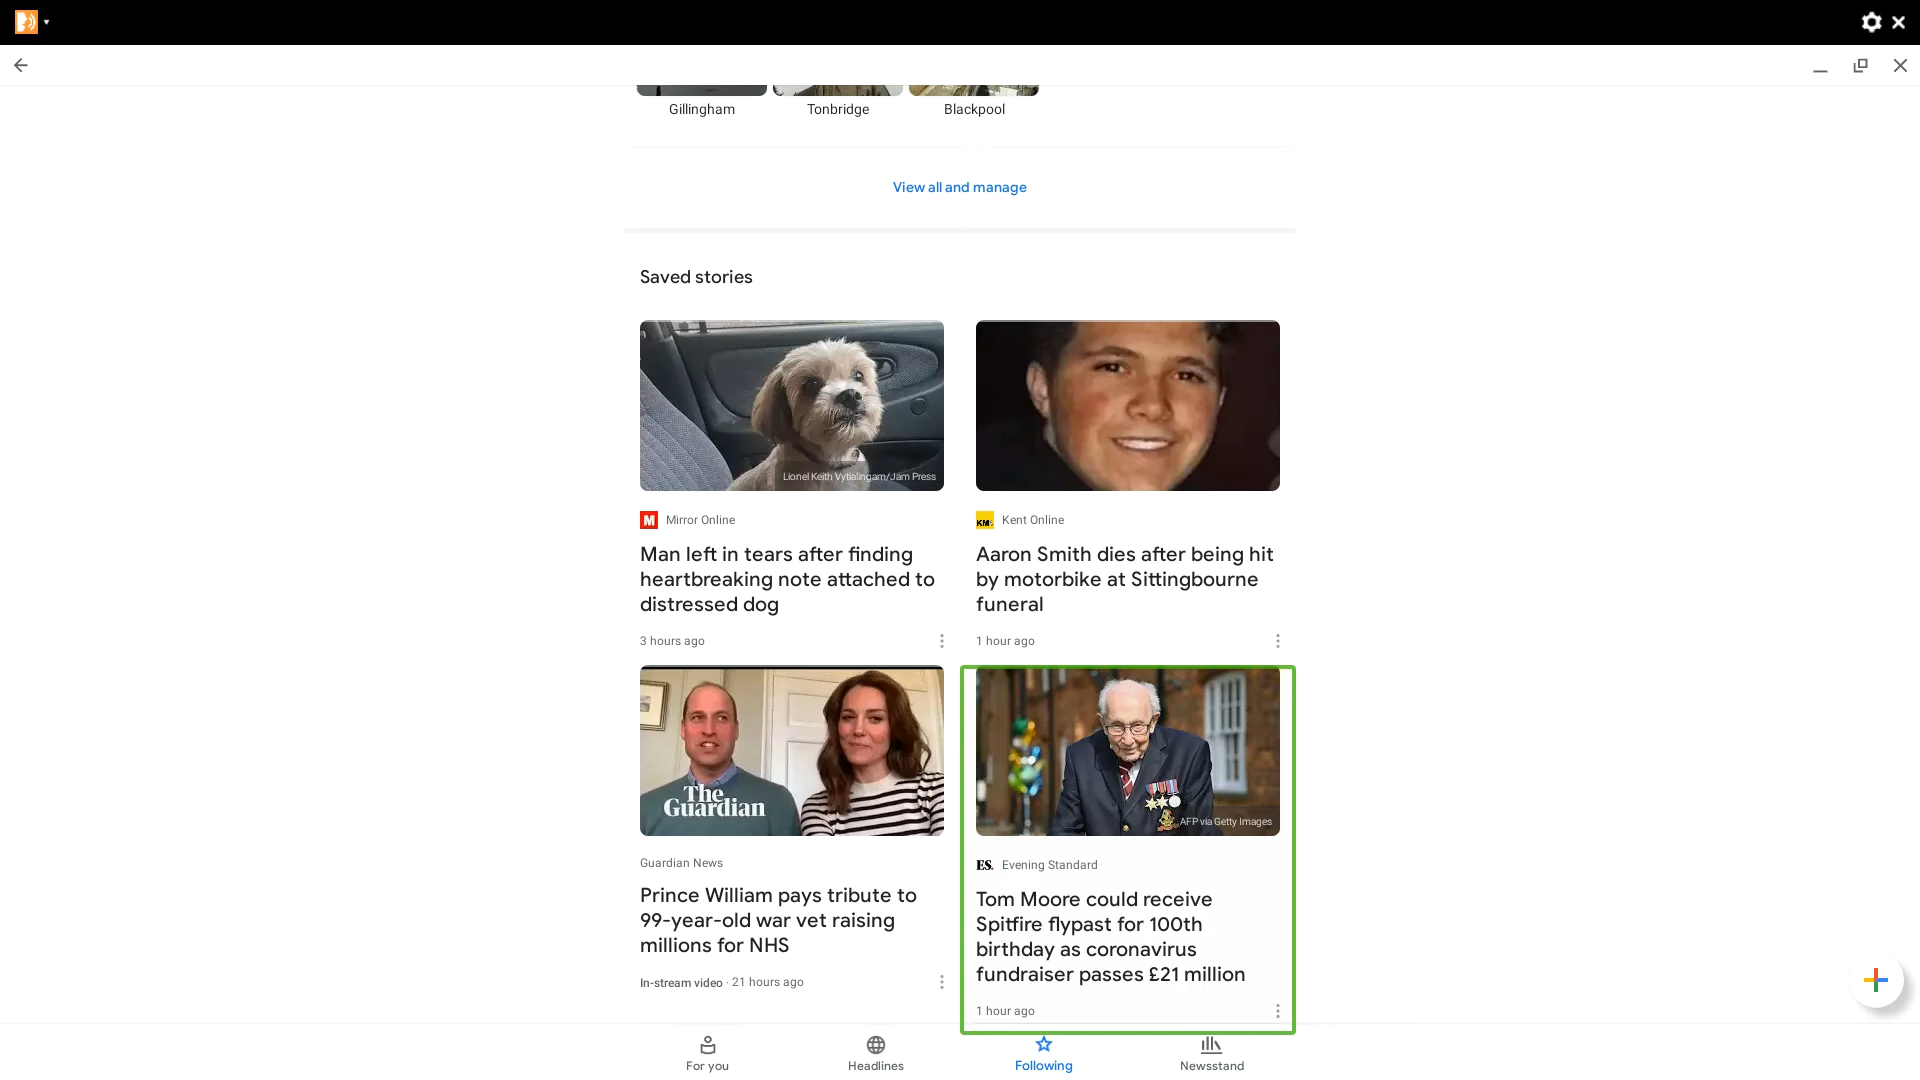 Gillingham
Tonbridge
Blackpool
View all and manage
Saved stories
Lionel Keith Vytialingam/Jam Press
M Mirror Online
KM Kent Online
Man left in tears after finding
heartbreaking note attached to
distressed dog
Aaron Smith dies after being hit
by motorbike at Sittingbourne
funeral
3 hours ago
1 hour ago
The
Guardian
AFP via Getty Images
Guardian News
ES. Evening Standard
Prince William pays tribute to
99-year-old war vet raising
millions for NHS
Tom Moore could receive
Spitfire flypast for 100th
birthday as coronavirus
fundraiser passes £21 million
In-stream video · 21 hours ago
1 hour ago
For you
Headlines
Following
Newsstand